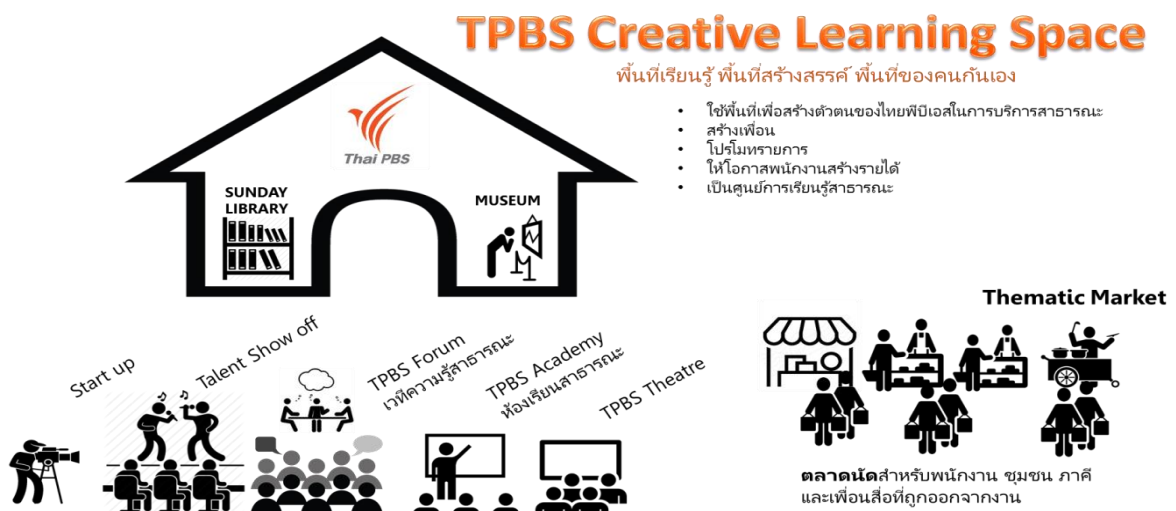 TPBS Creative Learning Space
พื้นที่เรียนรู้ พื้นที่สร้างสรรค์ พื้นที่ของคนกันเอง
• ใช้พื้นที่เพื่อสร้างตัวตนของไทยพีบีเอสในการบริการสาธารณะ
• สร้างเพื่อน
• โปรโมทรายการ
• ให้โอกาสพนักงานสร้างรายได้
• เป็นศูนย์การเรียนรู้สาธารณะ
Thai PBS
SUNDAY
LIBRARY
MUSEUM
Start up
Talent Show off
TPBS Forum
เวทีความรู้สาธารณะ
TPBS Academy
ห้องเรียนสาธารณะ
TPBS Theatre
Thematic Market
ตลาดนัดสำหรับพนักงาน ชุมชน ภาคี
และเพื่อนสื่อที่ถูกออกจากงาน